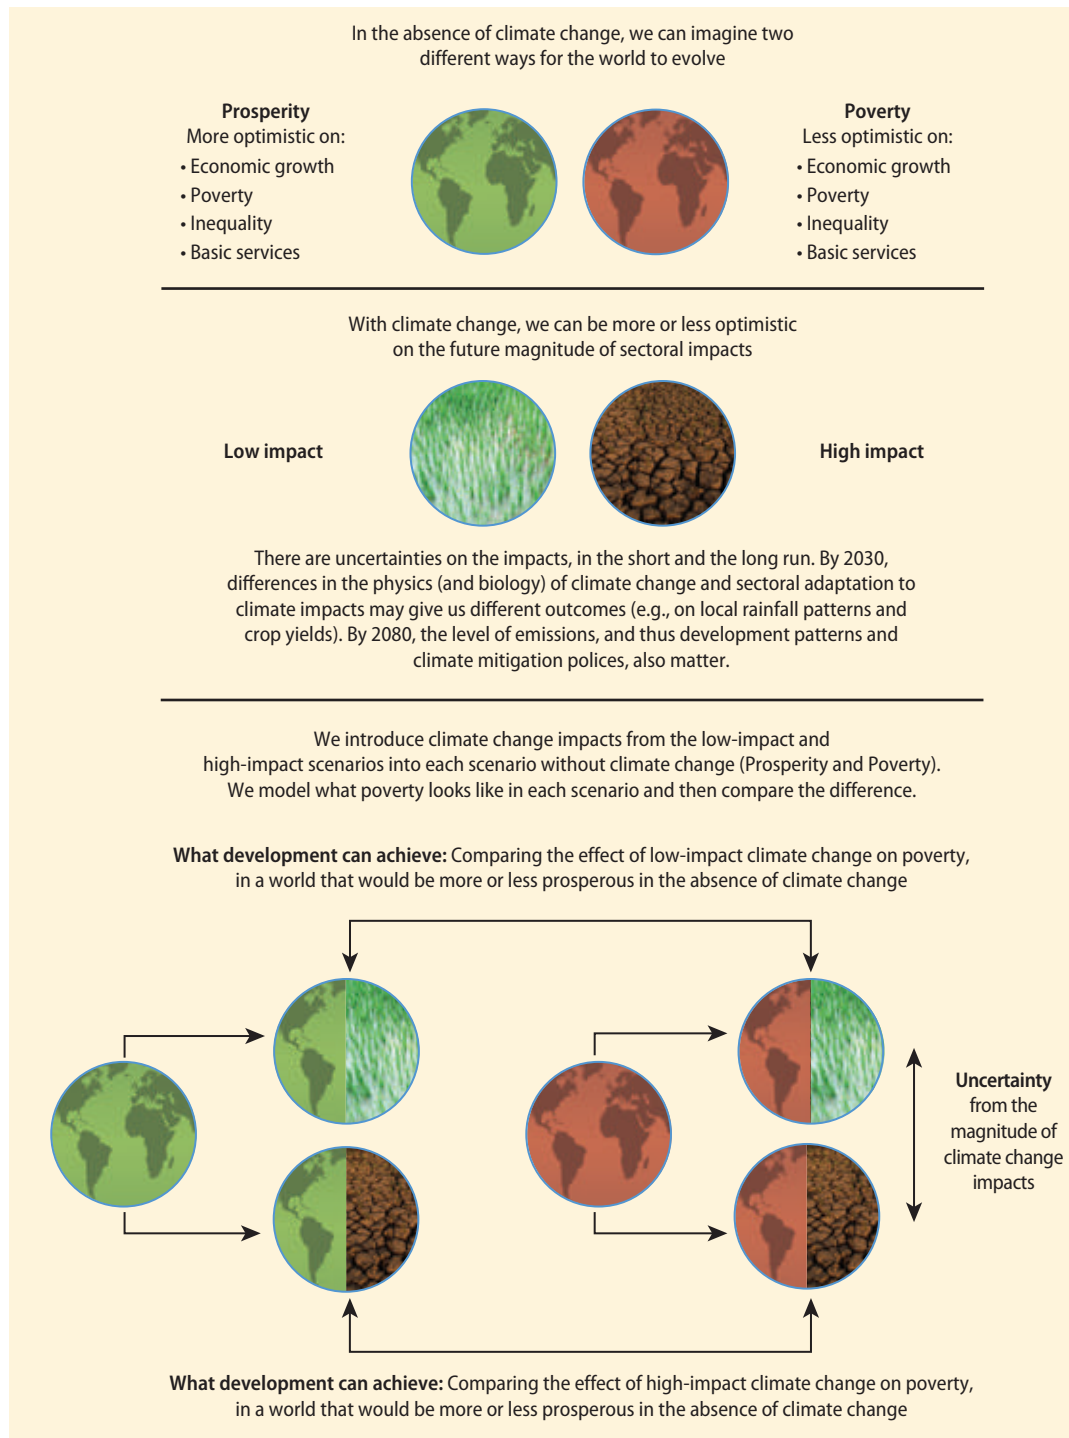 In the absence of climate change, we can imagine two
different ways for the world to evolve
Prosperity
More optimistic on:
• Economic growth
• Poverty
• Inequality
• Basic services
Poverty
Less optimistic on:
• Economic growth
• Poverty
• Inequality
• Basic services
With climate change, we can be more or less optimistic
on the future magnitude of sectoral impacts
Low impact
High impact
There are uncertainties on the impacts, in the short and the long run. By 2030,
differences in the physics (and biology) of climate change and sectoral adaptation to
climate impacts may give us different outcomes (e.g., on local rainfall patterns and
crop yields). By 2080, the level of emissions, and thus development patterns and
climate mitigation polices, also matter.
We introduce climate change impacts from the low-impact and
high-impact scenarios into each scenario without climate change (Prosperity and Poverty).
We model what poverty looks like in each scenario and then compare the difference.
What development can achieve: Comparing the effect of low-impact climate change on poverty,
in a world that would be more or less prosperous in the absence of climate change
Uncertainty
from the
magnitude of
climate change
impacts
What development can achieve: Comparing the effect of high-impact climate change on poverty,
in a world that would be more or less prosperous in the absence of climate change